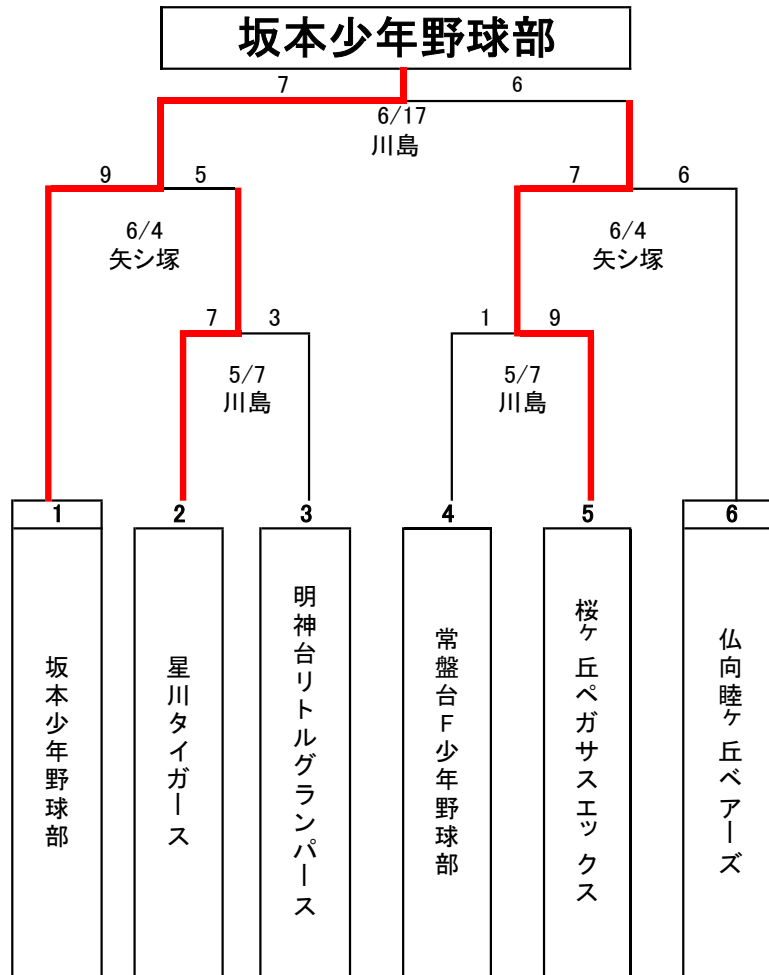 坂本少年野球部
7
6
6/17
川島
9
5
7
6
6/4
矢シ塚
6/4
矢シ塚
7
3
1
9
5/7
川島
5/7
川島
1
2
3
4
5
6
坂本少年野球部
星川タイガース
明神台リトルグランパース
常盤台F少年野球部
桜ヶ丘ペガサスエックス
仏向睦ヶ丘ベアーズ